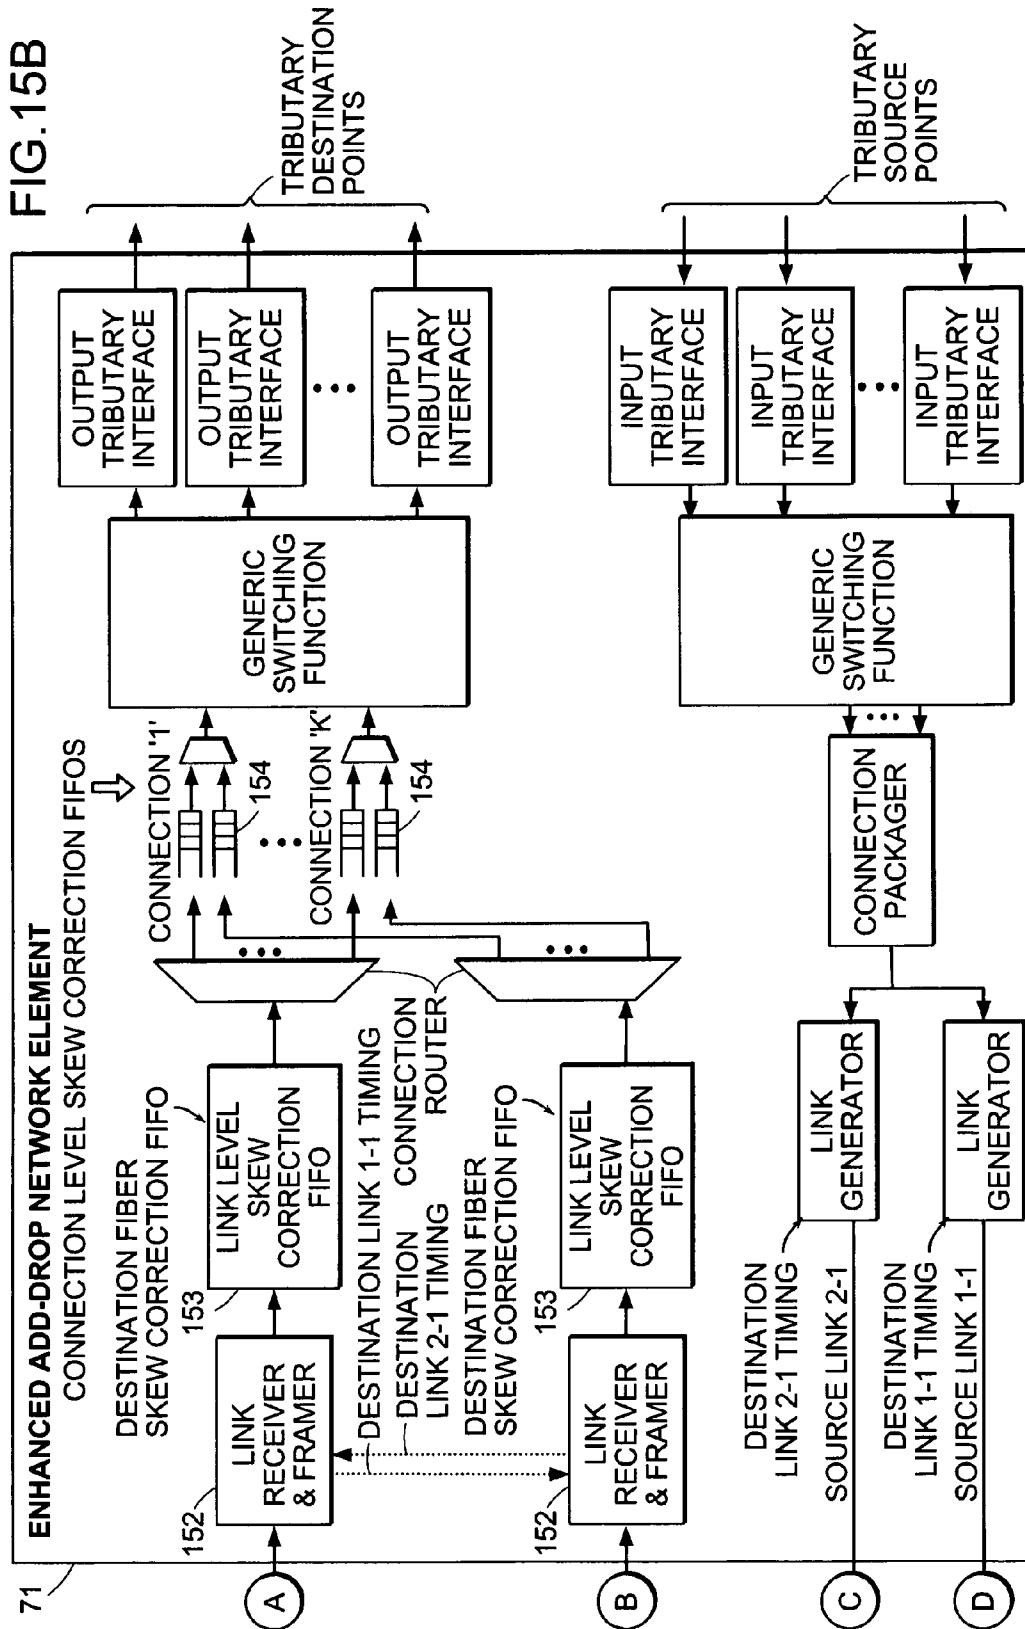 FIG.15B
71
ENHANCED ADD-DROP NETWORK ELEMENT
CONNECTION LEVEL SKEW CORRECTION FIFOS
DESTINATION FIBER
SKEW CORRECTION FIFO
CONNECTION '1'
CONNECTION 'K'
154
154
A
152
LINK
RECEIVER
& FRAMER
153
LINK LEVEL
SKEW
CORRECTION
FIFO
GENERIC
SWITCHING
FUNCTION
OUTPUT
TRIBUTARY
INTERFACE
OUTPUT
TRIBUTARY
INTERFACE
OUTPUT
TRIBUTARY
INTERFACE
TRIBUTARY
DESTINATION
POINTS
DESTINATION LINK 1-1 TIMING
DESTINATION
LINK 2-1 TIMING
CONNECTION
ROUTER
DESTINATION FIBER
SKEW CORRECTION FIFO
B
152
LINK
RECEIVER
& FRAMER
153
LINK LEVEL
SKEW
CORRECTION
FIFO
DESTINATION
LINK 2-1 TIMING
SOURCE LINK 2-1
C
LINK
GENERATOR
DESTINATION
LINK 1-1 TIMING
SOURCE LINK 1-1
D
LINK
GENERATOR
CONNECTION
PACKAGER
GENERIC
SWITCHING
FUNCTION
INPUT
TRIBUTARY
INTERFACE
INPUT
TRIBUTARY
INTERFACE
INPUT
TRIBUTARY
INTERFACE
TRIBUTARY
SOURCE
POINTS